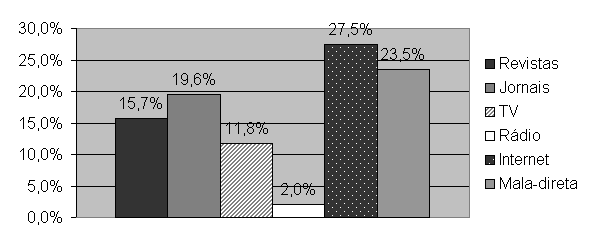 30,0%
25,0%
20,0%
15,0%
10,0%
5,0%
0,0%
15,7%
19,6%
11,8%
2,0%
27,5%
23,5%
Revistas
Jornais
TV
Rádio
Internet
Mala-direta